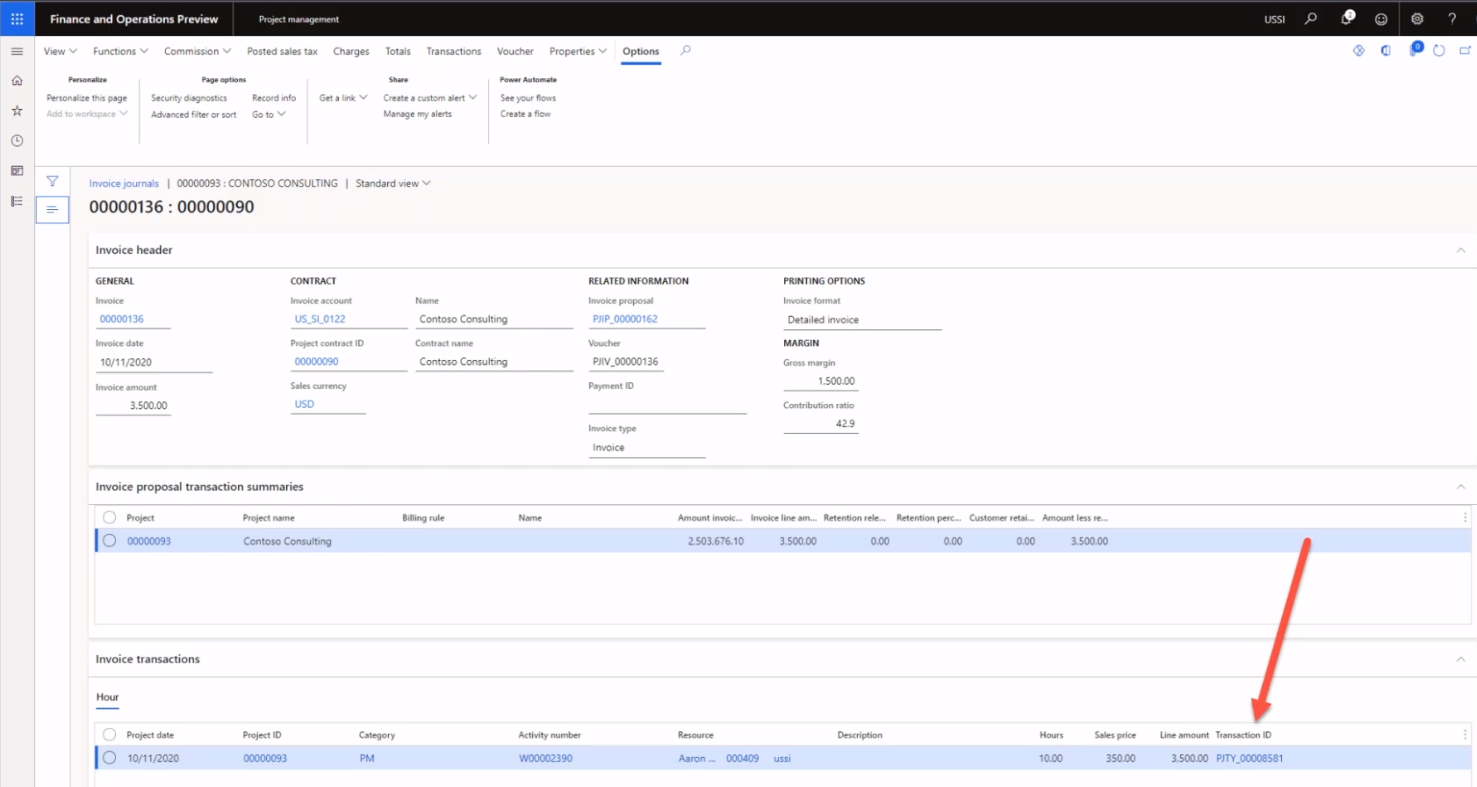 Finance and Operations Preview Project management USSI 2
View Functions Commission Posted sales tax Charges Totals Transactions Voucher Properties Options 0
Personalize Page options Share Power Automate
Personalize this page Security diagnostics Record info Get a link Create a custom alert See your flows
Add to workspace Advanced filter or sort Go to Manage my alerts Create a flow
Invoice journals | 00000093 : CONTOSO CONSULTING | Standard view
00000136 : 00000090
Invoice header
GENERAL CONTRACT RELATED INFORMATION PRINTING OPTIONS
Invoice Invoice account Name Invoice proposal Invoice format
00000136 US_SI_0122 Contoso Consulting PJIP_00000162 Detailed invoice
Invoice date Project contract ID Contract name Voucher MARGIN
10/11/2020 00000090 Contoso Consulting PJIV_00000136 Gross margin
1,500.00
Invoice amount Sales currency Payment ID
3,500.00 USD Contribution ratio
42.9
Invoice type
Invoice
Invoice proposal transaction summaries
Project Project name Billing rule Name Amount invoic... Invoice line am... Retention rele... Retention perc... Customer retai... Amount less re...
00000093 Contoso Consulting 2,503,676.10 3,500.00 0.00 0.00 0.00 3,500.00
Invoice transactions
Hour
Project date Project ID Category Activity number Resource Description Hours Sales price Line amount Transaction ID
10/11/2020 00000093 PM W00002390 Aaron ... 000409 ussi 10.00 350.00 3,500.00 PJTY_00008581